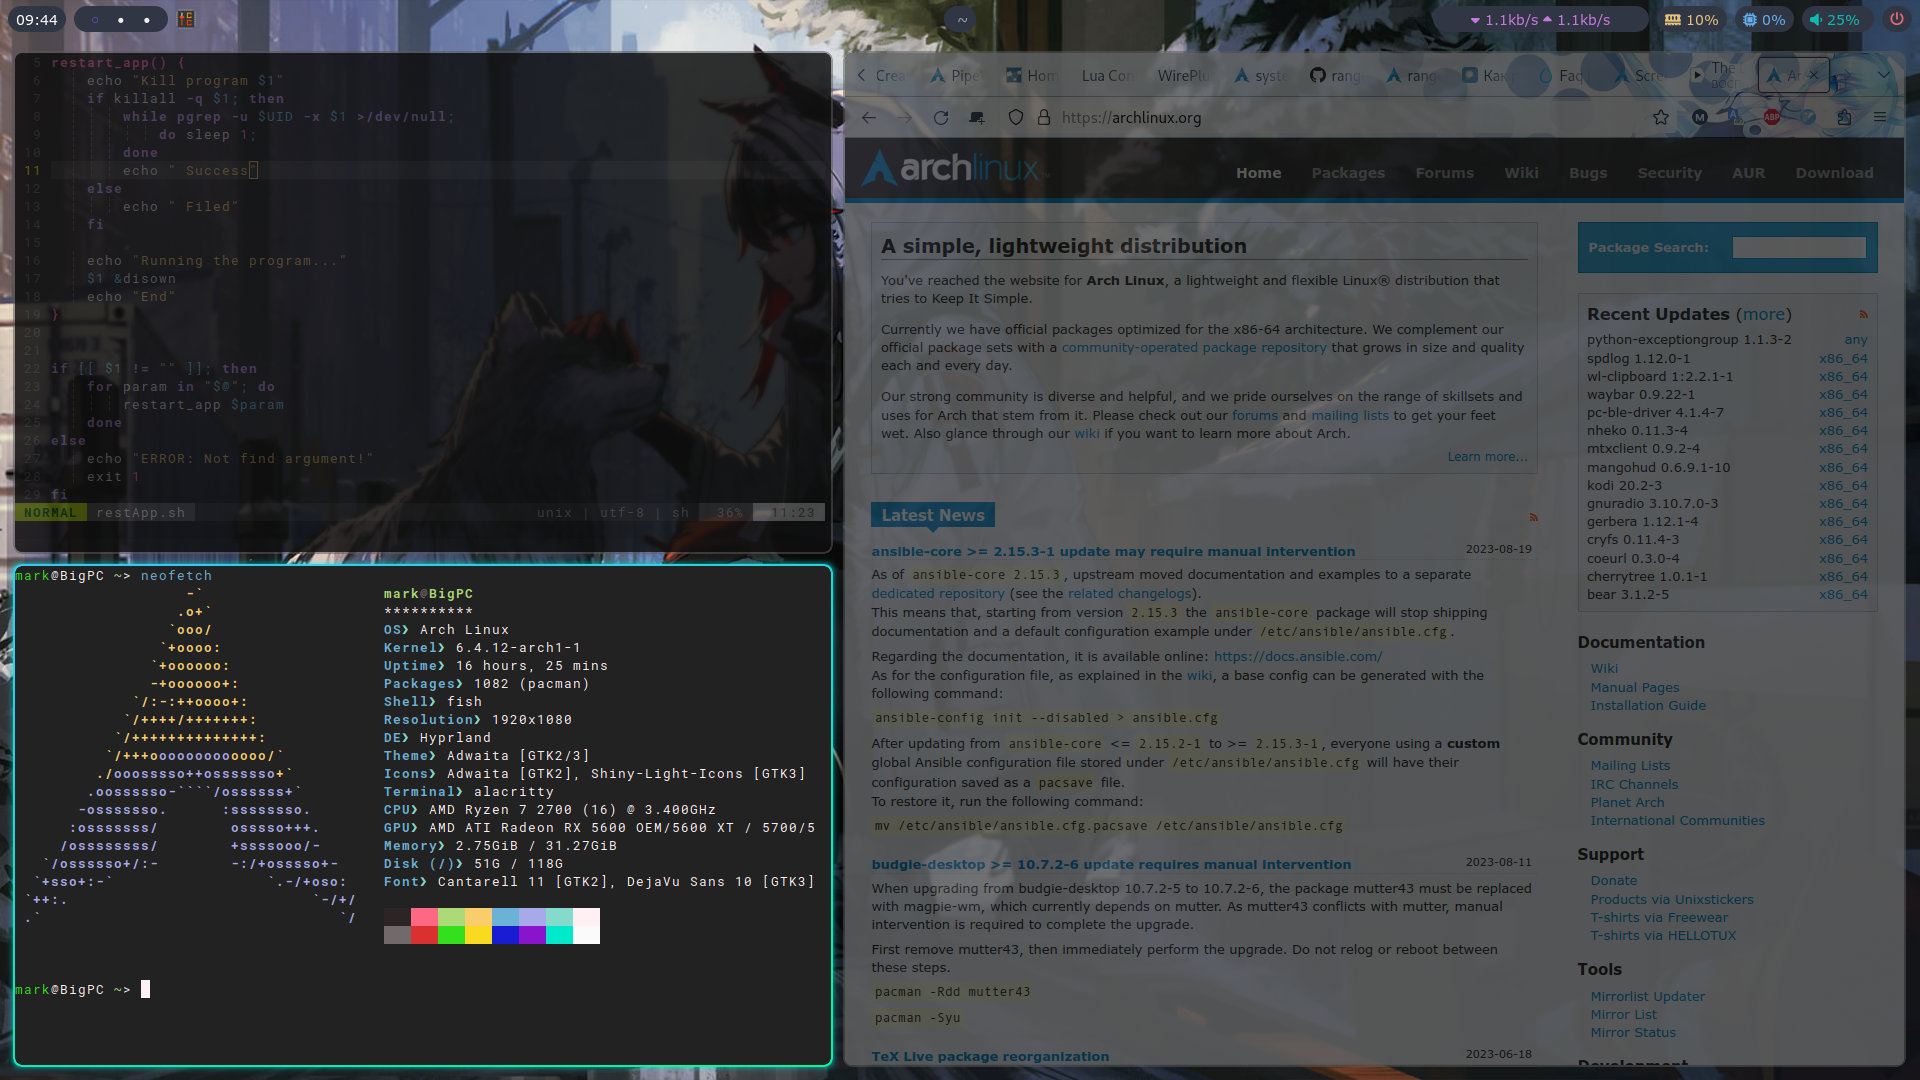 09:44
~
1.1kb/s 1.1kb/s
10%
0%
25%
5 restart_app() {
6 echo "Kill program $1"
7 if killall -q $1; then
8 while pgrep -u $UID -x $1 >/dev/null;
9 do sleep 1;
10 done
11 echo " Success"
12 else
13 echo " Filed"
14 fi
15
16 echo "Running the program..."
17 $1 &disown
18 echo "End"
19 }
20
21
22 if [[ $1 != "" ]]; then
23 for param in "$@"; do
24 restart_app $param
25 done
26 else
27 echo "ERROR: Not find argument!"
28 exit 1
29 fi
NORMAL restApp.sh unix | utf-8 | sh 36% 11:23
mark@BigPC ~> neofetch
-`
.o+`
`ooo/
`+oooo:
`+oooooo:
-+oooooo+:
`/:-:++oooo+:
`/++++/+++++++:
`/++++++++++++++:
`/+++ooooooooooooo/`
./ooosssso++osssssso+`
.oossssso-````/ossssss+`
-osssssso. :ssssssso.
:osssssss/ osssso+++.
/ossssssss/ +ssssooo/-
`/ossssso+/:- -:/+osssso+-
`+sso+:-` `.-/+oso:
`++:. `-/+/
.` `/
mark@BigPC
**********
OS❯ Arch Linux
Kernel❯ 6.4.12-arch1-1
Uptime❯ 16 hours, 25 mins
Packages❯ 1082 (pacman)
Shell❯ fish
Resolution❯ 1920x1080
DE❯ Hyprland
Theme❯ Adwaita [GTK2/3]
Icons❯ Adwaita [GTK2], Shiny-Light-Icons [GTK3]
Terminal❯ alacritty
CPU❯ AMD Ryzen 7 2700 (16) @ 3.400GHz
GPU❯ AMD ATI Radeon RX 5600 OEM/5600 XT / 5700/5
Memory❯ 2.75GiB / 31.27GiB
Disk (/)❯ 51G / 118G
Font❯ Cantarell 11 [GTK2], DejaVu Sans 10 [GTK3]
mark@BigPC ~>
Crea Pipe Hom Lua Con WirePlu syste rang rang Как Faq Scre The Ar
https://archlinux.org
M ABP
archlinux
Home Packages Forums Wiki Bugs Security AUR Download
A simple, lightweight distribution
You've reached the website for Arch Linux, a lightweight and flexible Linux® distribution that
tries to Keep It Simple.
Currently we have official packages optimized for the x86-64 architecture. We complement our
official package sets with a community-operated package repository that grows in size and quality
each and every day.
Our strong community is diverse and helpful, and we pride ourselves on the range of skillsets and
uses for Arch that stem from it. Please check out our forums and mailing lists to get your feet
wet. Also glance through our wiki if you want to learn more about Arch.
Learn more...
Latest News
ansible-core >= 2.15.3-1 update may require manual intervention 2023-08-19
As of ansible-core 2.15.3, upstream moved documentation and examples to a separate
dedicated repository (see the related changelogs).
This means that, starting from version 2.15.3 the ansible-core package will stop shipping
documentation and a default configuration example under /etc/ansible/ansible.cfg.
Regarding the documentation, it is available online: https://docs.ansible.com/
As for the configuration file, as explained in the wiki, a base config can be generated with the
following command:
ansible-config init --disabled > ansible.cfg
After updating from ansible-core <= 2.15.2-1 to >= 2.15.3-1, everyone using a custom
global Ansible configuration file stored under /etc/ansible/ansible.cfg will have their
configuration saved as a pacsave file.
To restore it, run the following command:
mv /etc/ansible/ansible.cfg.pacsave /etc/ansible/ansible.cfg
budgie-desktop >= 10.7.2-6 update requires manual intervention 2023-08-11
When upgrading from budgie-desktop 10.7.2-5 to 10.7.2-6, the package mutter43 must be replaced
with magpie-wm, which currently depends on mutter. As mutter43 conflicts with mutter, manual
intervention is required to complete the upgrade.
First remove mutter43, then immediately perform the upgrade. Do not relog or reboot between
these steps.
pacman -Rdd mutter43
pacman -Syu
TeX Live package reorganization 2023-06-18
Package Search:
Recent Updates (more)
python-exceptiongroup 1.1.3-2 any
spdlog 1.12.0-1 x86_64
wl-clipboard 1:2.2.1-1 x86_64
waybar 0.9.22-1 x86_64
pc-ble-driver 4.1.4-7 x86_64
nheko 0.11.3-4 x86_64
mtxclient 0.9.2-4 x86_64
mangohud 0.6.9.1-10 x86_64
kodi 20.2-3 x86_64
gnuradio 3.10.7.0-3 x86_64
gerbera 1.12.1-4 x86_64
cryfs 0.11.4-3 x86_64
coeurl 0.3.0-4 x86_64
cherrytree 1.0.1-1 x86_64
bear 3.1.2-5 x86_64
Documentation
Wiki
Manual Pages
Installation Guide
Community
Mailing Lists
IRC Channels
Planet Arch
International Communities
Support
Donate
Products via Unixstickers
T-shirts via Freewear
T-shirts via HELLOTUX
Tools
Mirrorlist Updater
Mirror List
Mirror Status
Development